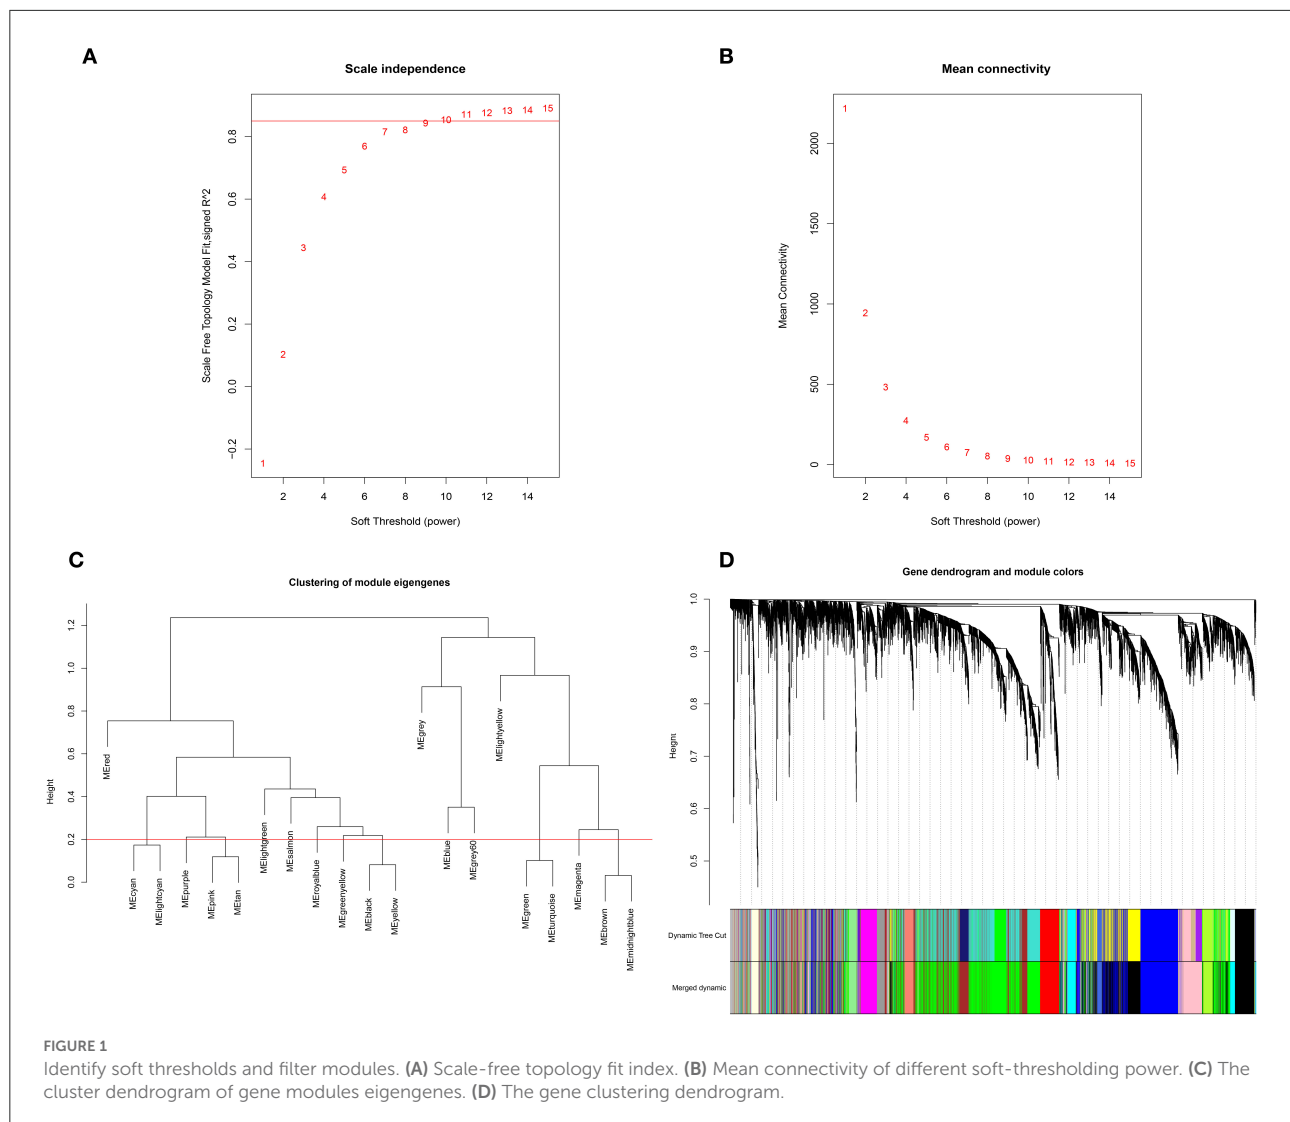 A
Scale independence
Scale Free Topology Model Fit,signed R^2
0.8
0.6
0.4
0.2
0.0
−0.2
1
2
3
4
5
6
7
8
9
10
11
12
13
14
15
2 4 6 8 10 12 14
Soft Threshold (power)
B
Mean connectivity
Mean Connectivity
2000
1500
1000
500
0
1
2
3
4
5
6
7
8
9
10
11
12
13
14
15
2 4 6 8 10 12 14
Soft Threshold (power)
C
Clustering of module eigengenes
Height
1.2
1.0
0.8
0.6
0.4
0.2
0.0
MEred
MEcyan
MElightcyan
MEpurple
MEpink
MEtan
MElightgreen
MEsalmon
MEroyalblue
MEgreenyellow
MEblack
MEyellow
MEgrey
MEblue
MEgrey60
MElightyellow
MEgreen
MEturquoise
MEmagenta
MEbrown
MEmidnightblue
D
Gene dendrogram and module colors
Height
1.0
0.9
0.8
0.7
0.6
0.5
Dynamic Tree Cut
Merged dynamic
FIGURE 1
Identify soft thresholds and filter modules. (A) Scale-free topology fit index. (B) Mean connectivity of different soft-thresholding power. (C) The
cluster dendrogram of gene modules eigengenes. (D) The gene clustering dendrogram.